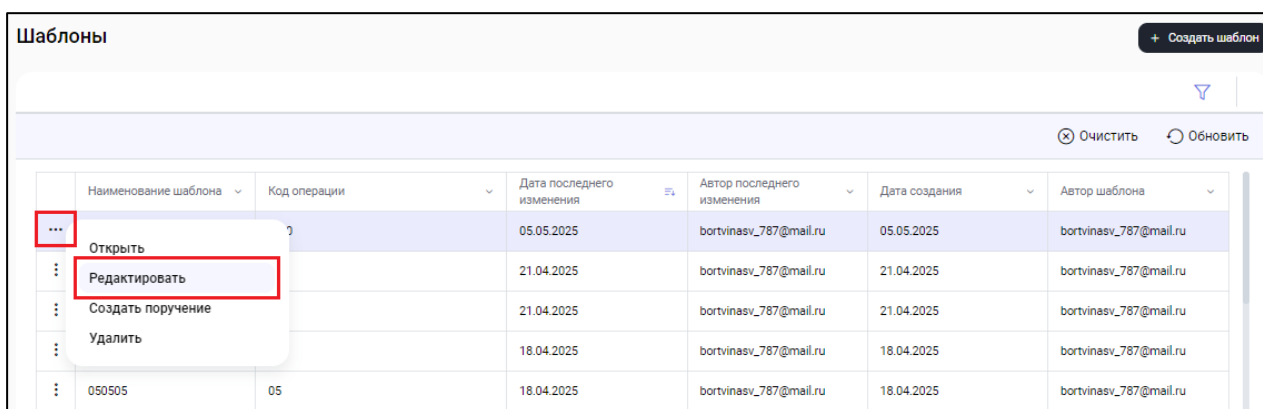 Шаблоны
+ Создать шаблон
Очистить
Обновить
Наименование шаблона
Код операции
Дата последнего изменения
Автор последнего изменения
Дата создания
Автор шаблона
05.05.2025
bortvinasv_787@mail.ru
05.05.2025
bortvinasv_787@mail.ru
Открыть
Редактировать
21.04.2025
bortvinasv_787@mail.ru
21.04.2025
bortvinasv_787@mail.ru
Создать поручение
21.04.2025
bortvinasv_787@mail.ru
21.04.2025
bortvinasv_787@mail.ru
Удалить
18.04.2025
bortvinasv_787@mail.ru
18.04.2025
bortvinasv_787@mail.ru
050505
05
18.04.2025
bortvinasv_787@mail.ru
18.04.2025
bortvinasv_787@mail.ru